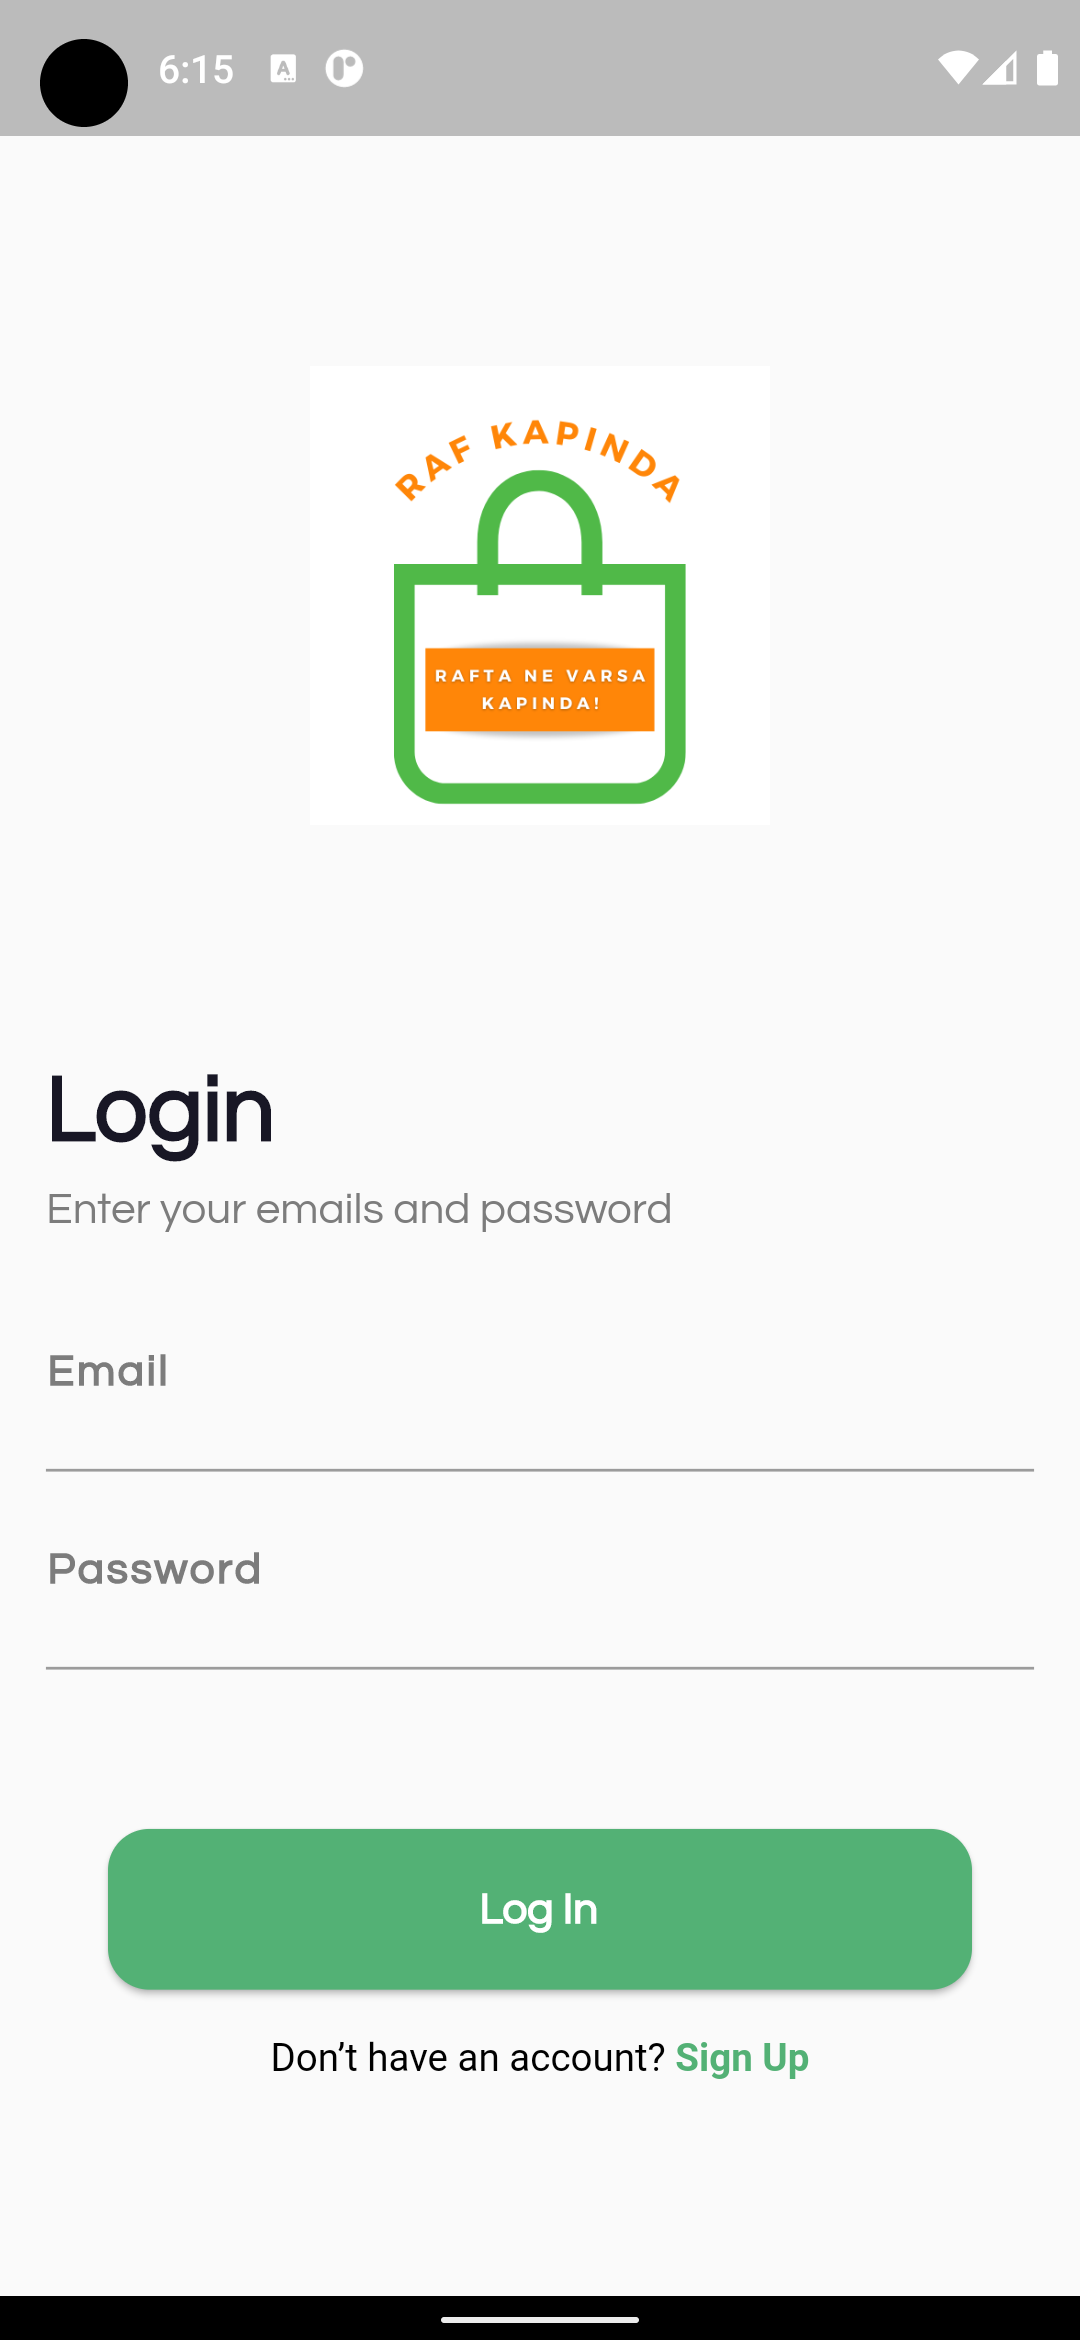 6:15
RAF KAPINDA
RAFTA NE VARSA
KAPINDA!
Login
Enter your emails and password
Email
Password
Log In
Don’t have an account? Sign Up